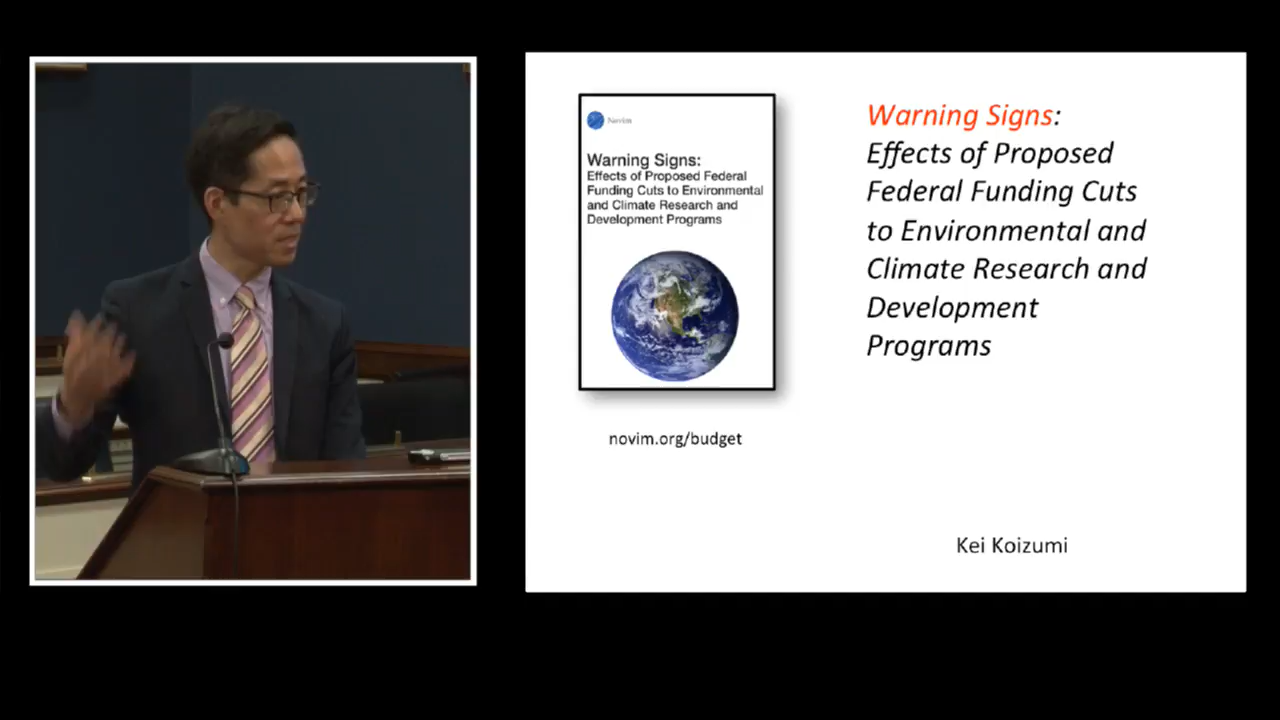 Novim
Warning Signs:
Effects of Proposed Federal
Funding Cuts to Environmental
and Climate Research and
Development Programs
novim.org/budget
Warning Signs:
Effects of Proposed
Federal Funding Cuts
to Environmental and
Climate Research and
Development
Programs
Kei Koizumi